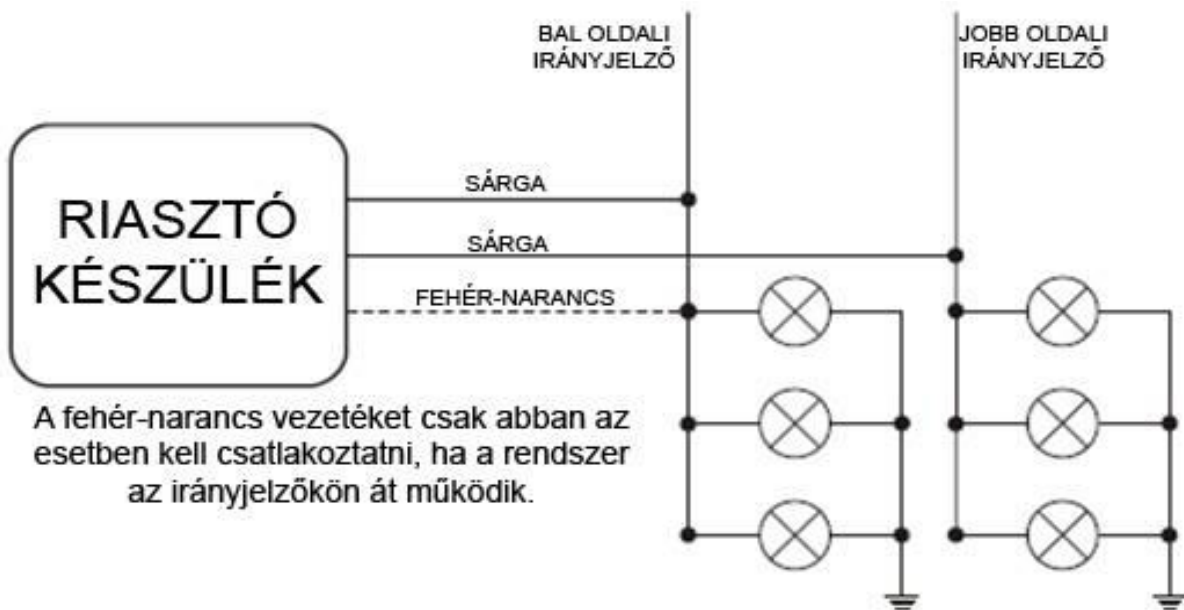 BAL OLDALI
IRÁNYJELZŐ
JOBB OLDALI
IRÁNYJELZŐ
RIASZTÓ
KÉSZÜLÉK
SÁRGA
SÁRGA
FEHÉR-NARANCS
A fehér-narancs vezetéket csak abban az
esetben kell csatlakoztatni, ha a rendszer
az irányjelzőkön át működik.